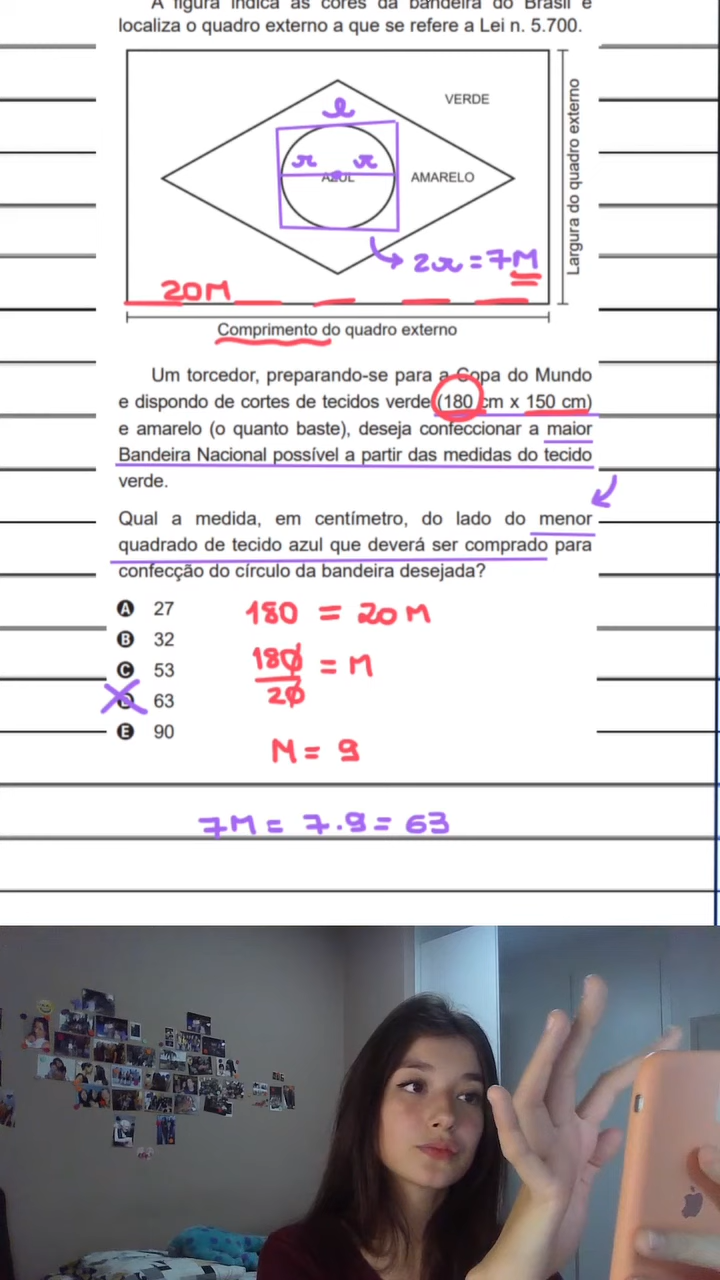 A figura indica as cores da bandeira do Brasil e
localiza o quadro externo a que se refere a Lei n. 5.700.
VERDE
l
r r
AZUL
AMARELO
2r = 7M
20M
Largura do quadro externo
Comprimento do quadro externo
Um torcedor, preparando-se para a Copa do Mundo
e dispondo de cortes de tecidos verde (180 cm x 150 cm)
e amarelo (o quanto baste), deseja confeccionar a maior
Bandeira Nacional possível a partir das medidas do tecido
verde.
Qual a medida, em centímetro, do lado do menor
quadrado de tecido azul que deverá ser comprado para
confecção do círculo da bandeira desejada?
A 27
B 32
C 53
D 63
E 90
180 = 20M
180/20 = M
M = 9
7M = 7.9 = 63